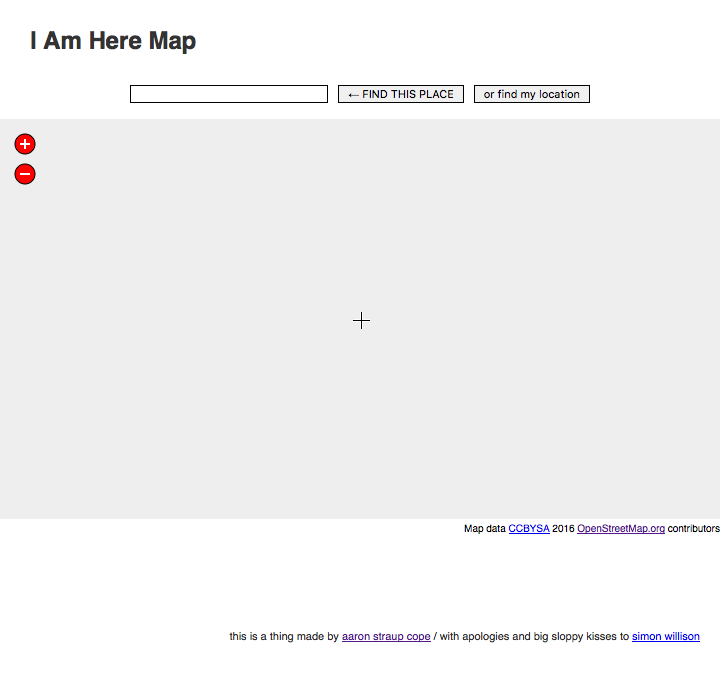 I Am Here Map
← FIND THIS PLACE or find my location
Map data CCBYSA 2016 OpenStreetMap.org contributors
this is a thing made by aaron straup cope / with apologies and big sloppy kisses to simon willison